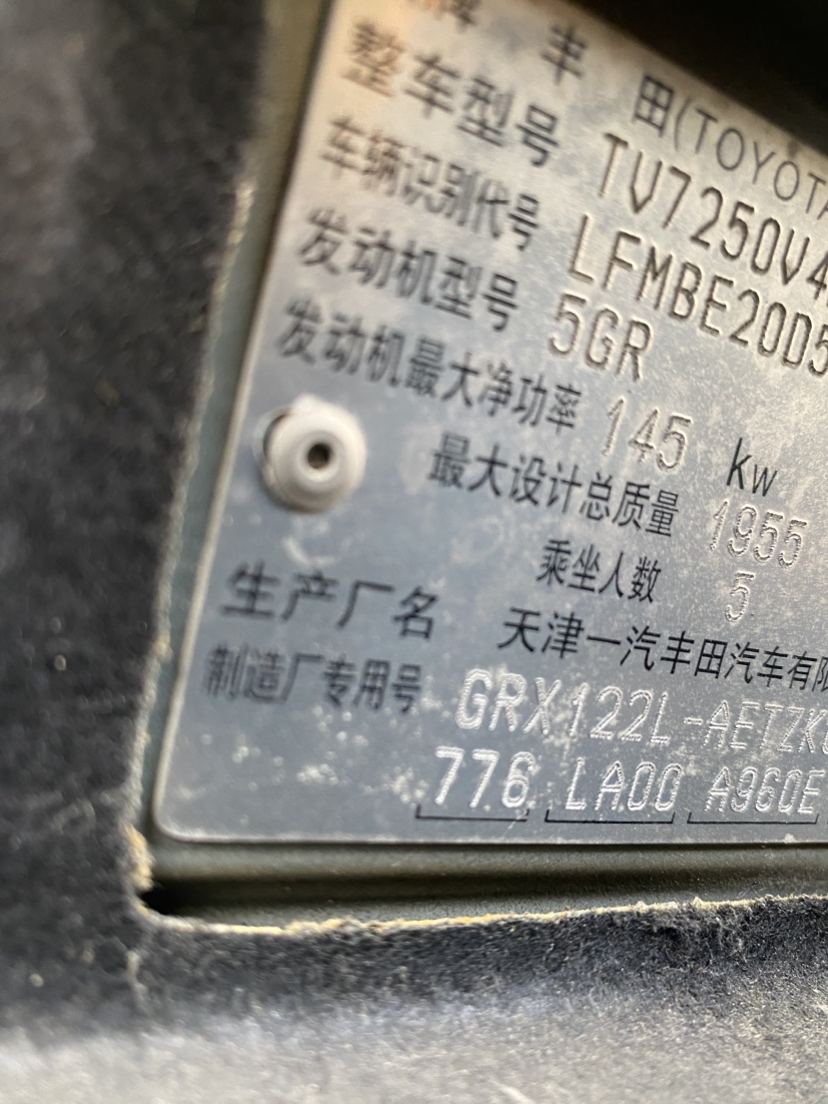 牌 丰 田(TOYOTA
整车型号 TV7250V4
车辆识别代号 LFMBE20D5
发动机型号 5GR
发动机最大净功率 145 kw
最大设计总质量 1955
乘坐人数 5
生产厂名 天津一汽丰田汽车有限
制造厂专用号 GRX122L-AETZK
776 LA00 A960E